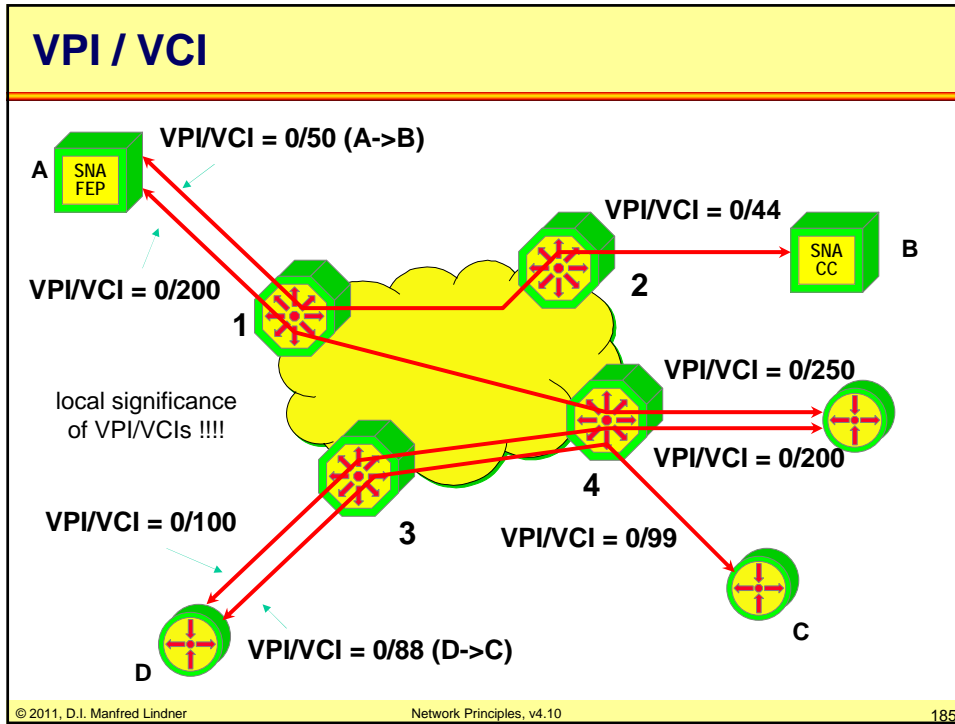 VPI / VCI
VPI/VCI = 0/50 (A->B)
A
SNA
FEP
VPI/VCI = 0/44
SNA
CC
B
VPI/VCI = 0/200
2
1
VPI/VCI = 0/250
local significance
of VPI/VCIs !!!!
VPI/VCI = 0/200
4
VPI/VCI = 0/100
3
VPI/VCI = 0/99
C
D
VPI/VCI = 0/88 (D->C)
© 2011, D.I. Manfred Lindner
Network Principles, v4.10
185